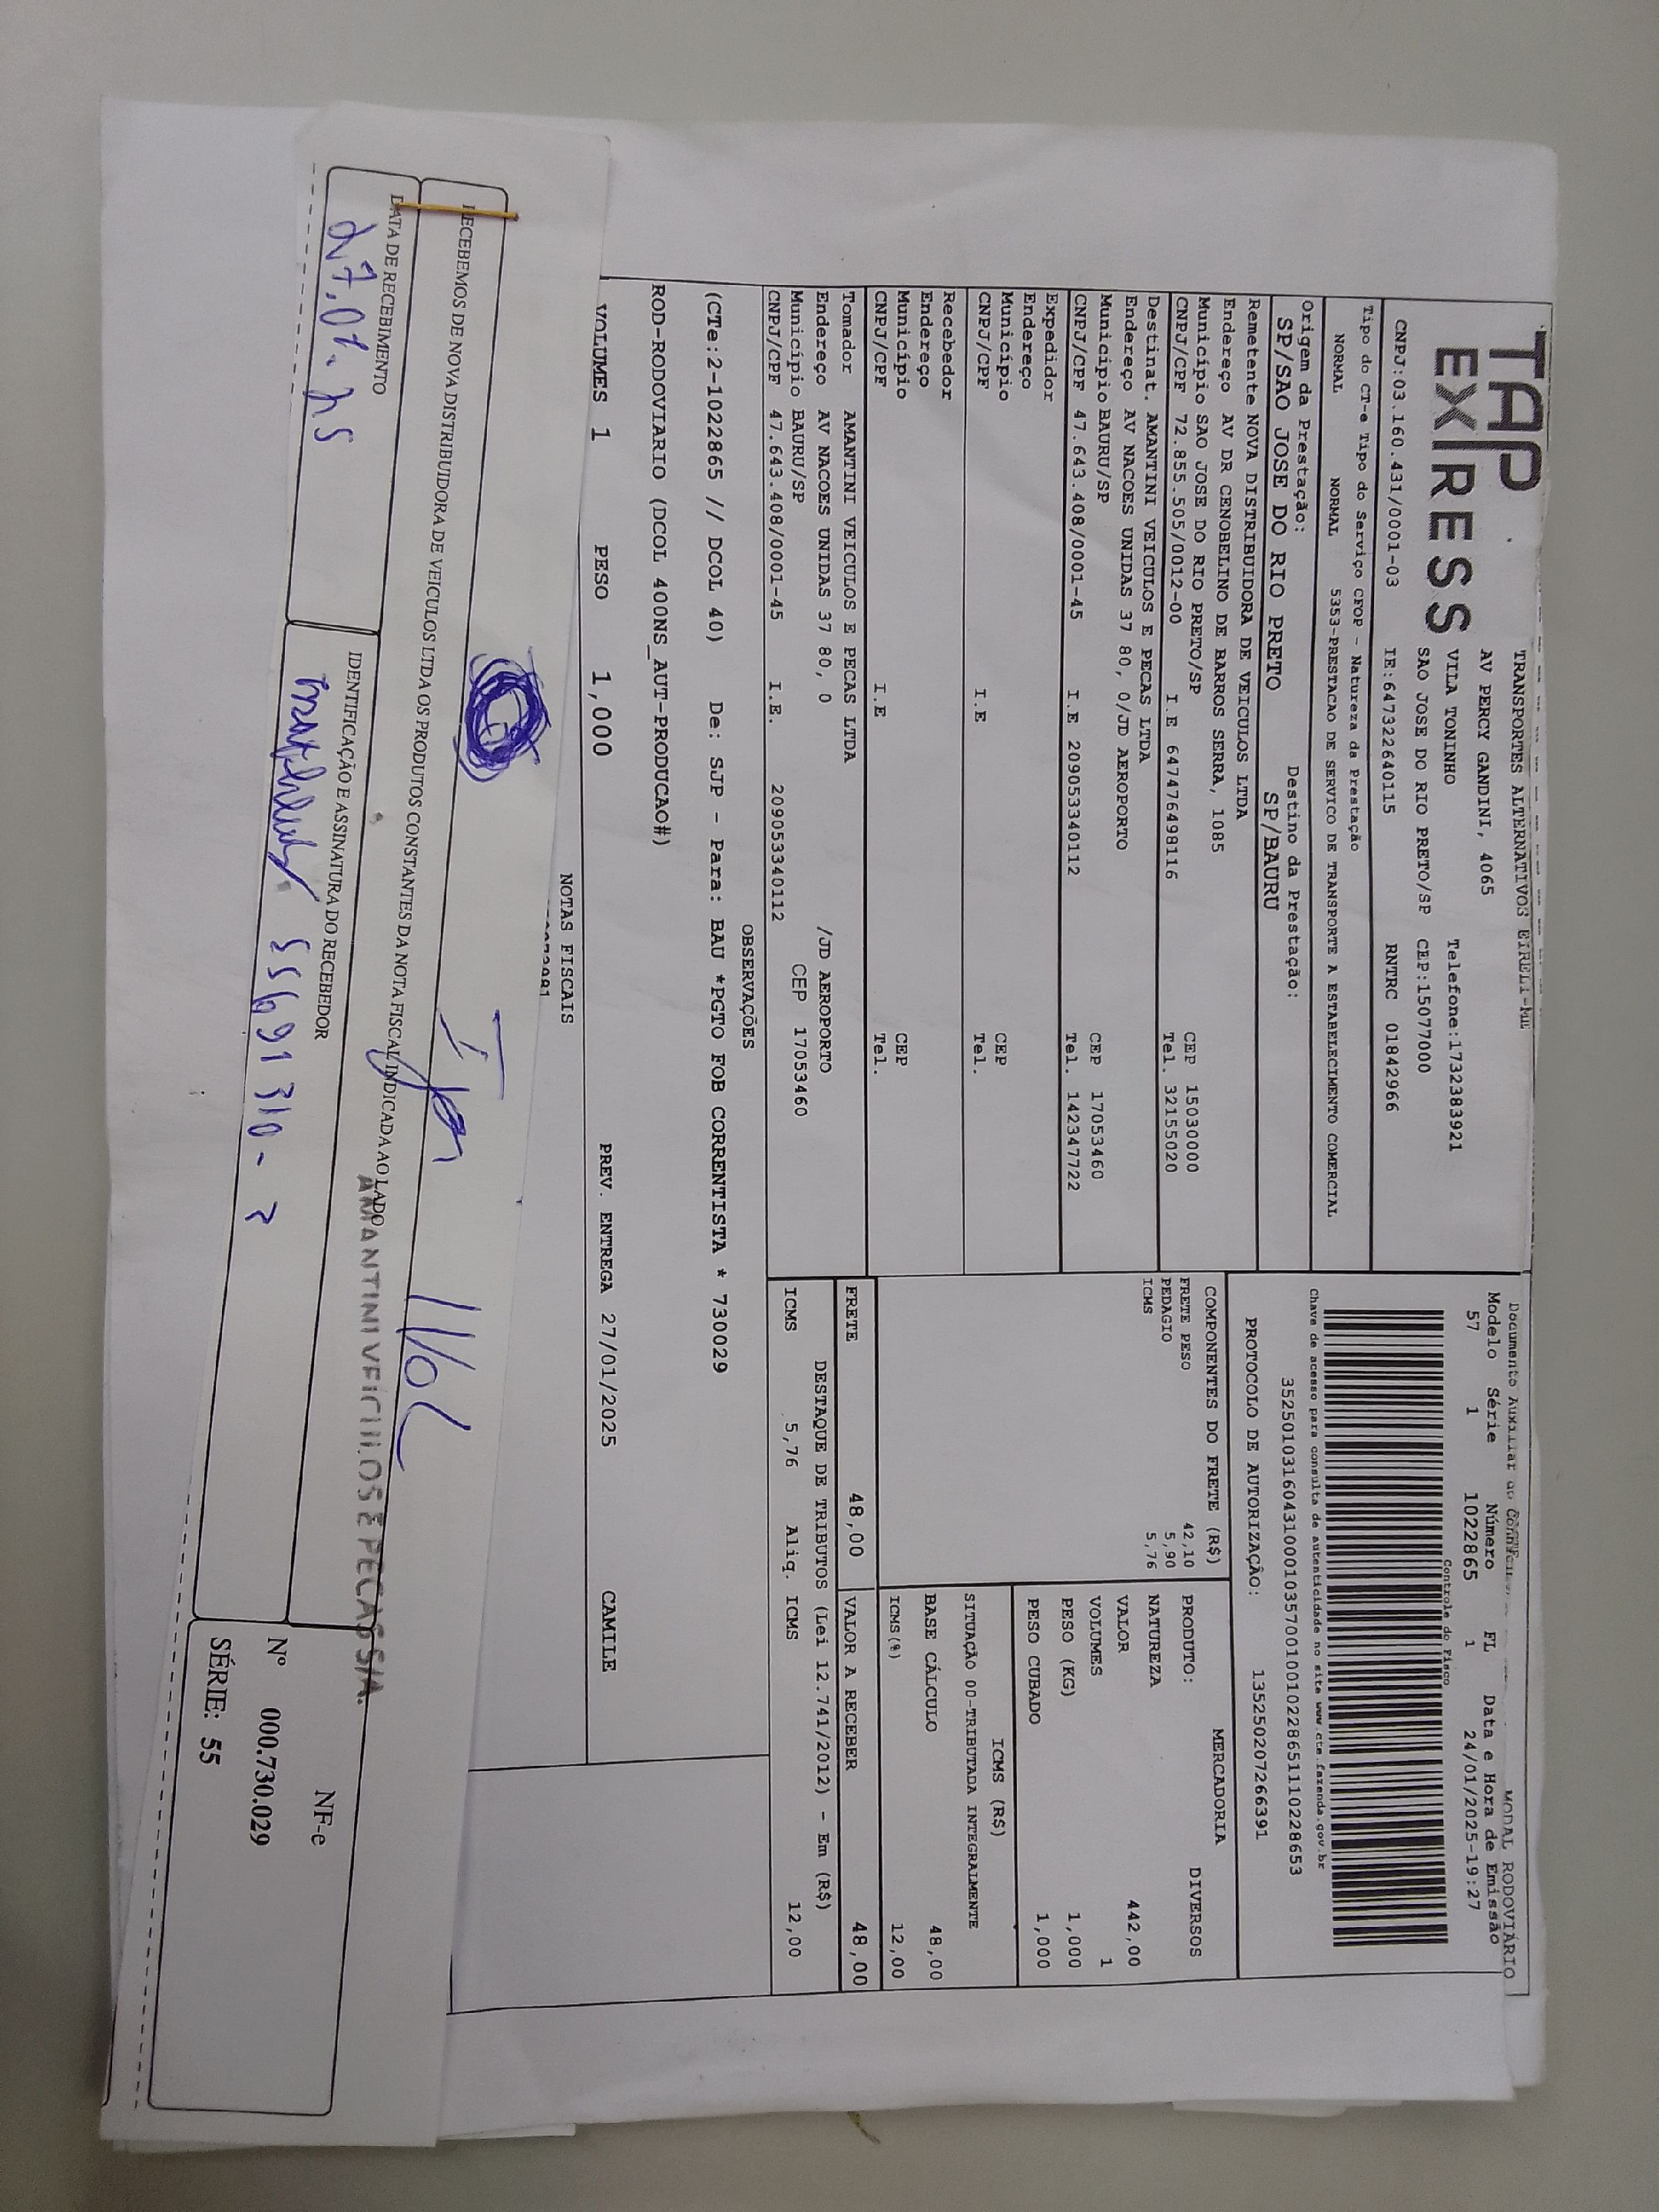 TAP
EXPRESS
TRANSPORTES ALTERNATIVOS EIRELI-ME
AV PERCY GANDINI, 4065
VILA TONINHO Telefone:1732383921
SAO JOSE DO RIO PRETO/SP CEP:15077000
CNPJ:03.160.431/0001-03 IE:647322640115 RNTRC 01842966
Tipo do CT-e Tipo do Serviço CFOP - Natureza da Prestação
NORMAL NORMAL 5353-PRESTACAO DE SERVICO DE TRANSPORTE A ESTABELECIMENTO COMERCIAL
Origem da Prestação: Destino da Prestação:
SP/SAO JOSE DO RIO PRETO SP/BAURU
Remetente NOVA DISTRIBUIDORA DE VEICULOS LTDA
Endereço AV DR CENOBELINO DE BARROS SERRA, 1085
Município SAO JOSE DO RIO PRETO/SP CEP 15030000
CNPJ/CPF 72.855.505/0012-00 I.E 647476498116 Tel. 32155020
Destinat. AMANTINI VEICULOS E PECAS LTDA
Endereço AV NACOES UNIDAS 37 80, 0/JD AEROPORTO
Município BAURU/SP CEP 17053460
CNPJ/CPF 47.643.408/0001-45 I.E 209053340112 Tel. 142347722
Expedidor
Endereço
Município CEP
CNPJ/CPF I.E Tel.
Recebedor
Endereço
Município CEP
CNPJ/CPF I.E Tel.
Tomador AMANTINI VEICULOS E PECAS LTDA
Endereço AV NACOES UNIDAS 37 80, 0 /JD AEROPORTO
Município BAURU/SP CEP 17053460
CNPJ/CPF 47.643.408/0001-45 I.E. 209053340112
Documento Auxiliar do
MODAL RODOVIÁRIO
Modelo Série Número FL Data e Hora de Emissão
57 1 1022865 1 24/01/2025-19:27
Controle do Fisco
Chave de acesso para consulta de autenticidade no site www.cte.fazenda.gov.br
35250103160431000103570010010228651110228653
PROTOCOLO DE AUTORIZAÇÃO: 135250207266391
COMPONENTES DO FRETE (R$)
FRETE PESO 42,10
PEDAGIO 5,90
ICMS 5,76
MERCADORIA
PRODUTO: DIVERSOS
NATUREZA
VALOR 442,00
VOLUMES 1
PESO (KG) 1,000
PESO CUBADO 1,000
ICMS (R$)
SITUAÇÃO 00-TRIBUTADA INTEGRALMENTE
BASE CÁLCULO 48,00
ICMS(%) 12,00
FRETE 48,00 VALOR A RECEBER 48,00
DESTAQUE DE TRIBUTOS (Lei 12.741/2012) - Em (R$)
ICMS 5,76 Aliq. ICMS 12,00
OBSERVAÇÕES
(CTe:2-1022865 // DCOL 40) De: SJP - Para: BAU *PGTO FOB CORRENTISTA * 730029
ROD-RODOVIARIO (DCOL 400NS_AUT-PRODUCAO#)
VOLUMES 1 PESO 1,000 PREV. ENTREGA 27/01/2025 CAMILE
NOTAS FISCAIS
RECEBEMOS DE NOVA DISTRIBUIDORA DE VEICULOS LTDA OS PRODUTOS CONSTANTES DA NOTA FISCAL INDICADA AO LADO
1 Vol
AMANTINI VEICULOS E PECAS S/A.
DATA DE RECEBIMENTO
27.01.25
IDENTIFICAÇÃO E ASSINATURA DO RECEBEDOR
NF-e
Nº 000.730.029
SÉRIE: 55